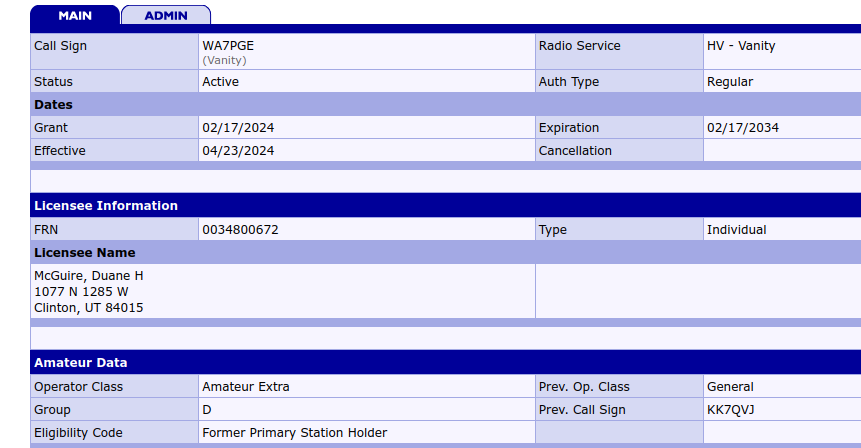 MAIN ADMIN
Call Sign WA7PGE Radio Service HV - Vanity
(Vanity)
Status Active Auth Type Regular
Dates
Grant 02/17/2024 Expiration 02/17/2034
Effective 04/23/2024 Cancellation
Licensee Information
FRN 0034800672 Type Individual
Licensee Name
McGuire, Duane H
1077 N 1285 W
Clinton, UT 84015
Amateur Data
Operator Class Amateur Extra Prev. Op. Class General
Group D Prev. Call Sign KK7QVJ
Eligibility Code Former Primary Station Holder